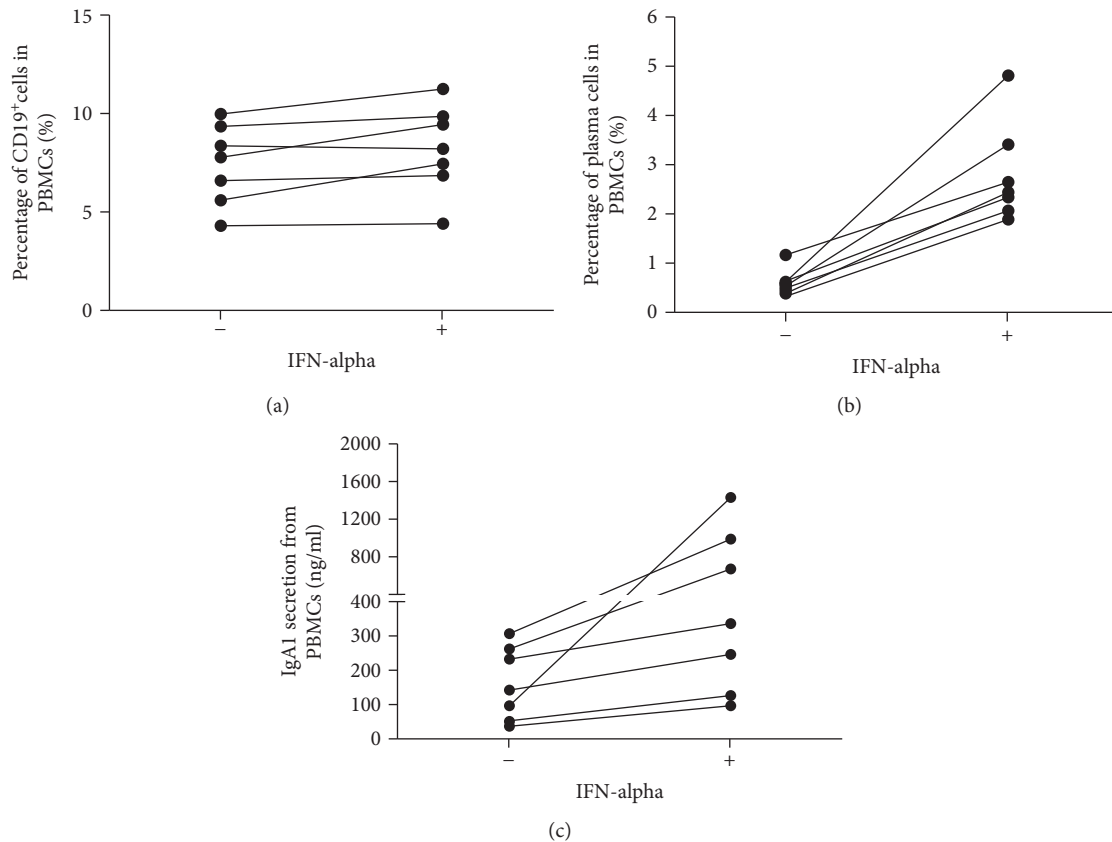 15
10
5
0
Percentage of CD19⁺cells in
PBMCs (%)
−
+
IFN-alpha
(a)
6
5
4
3
2
1
0
Percentage of plasma cells in
PBMCs (%)
−
+
IFN-alpha
(b)
2000
1600
1200
800
400
300
200
100
0
IgA1 secretion from
PBMCs (ng/ml)
−
+
IFN-alpha
(c)